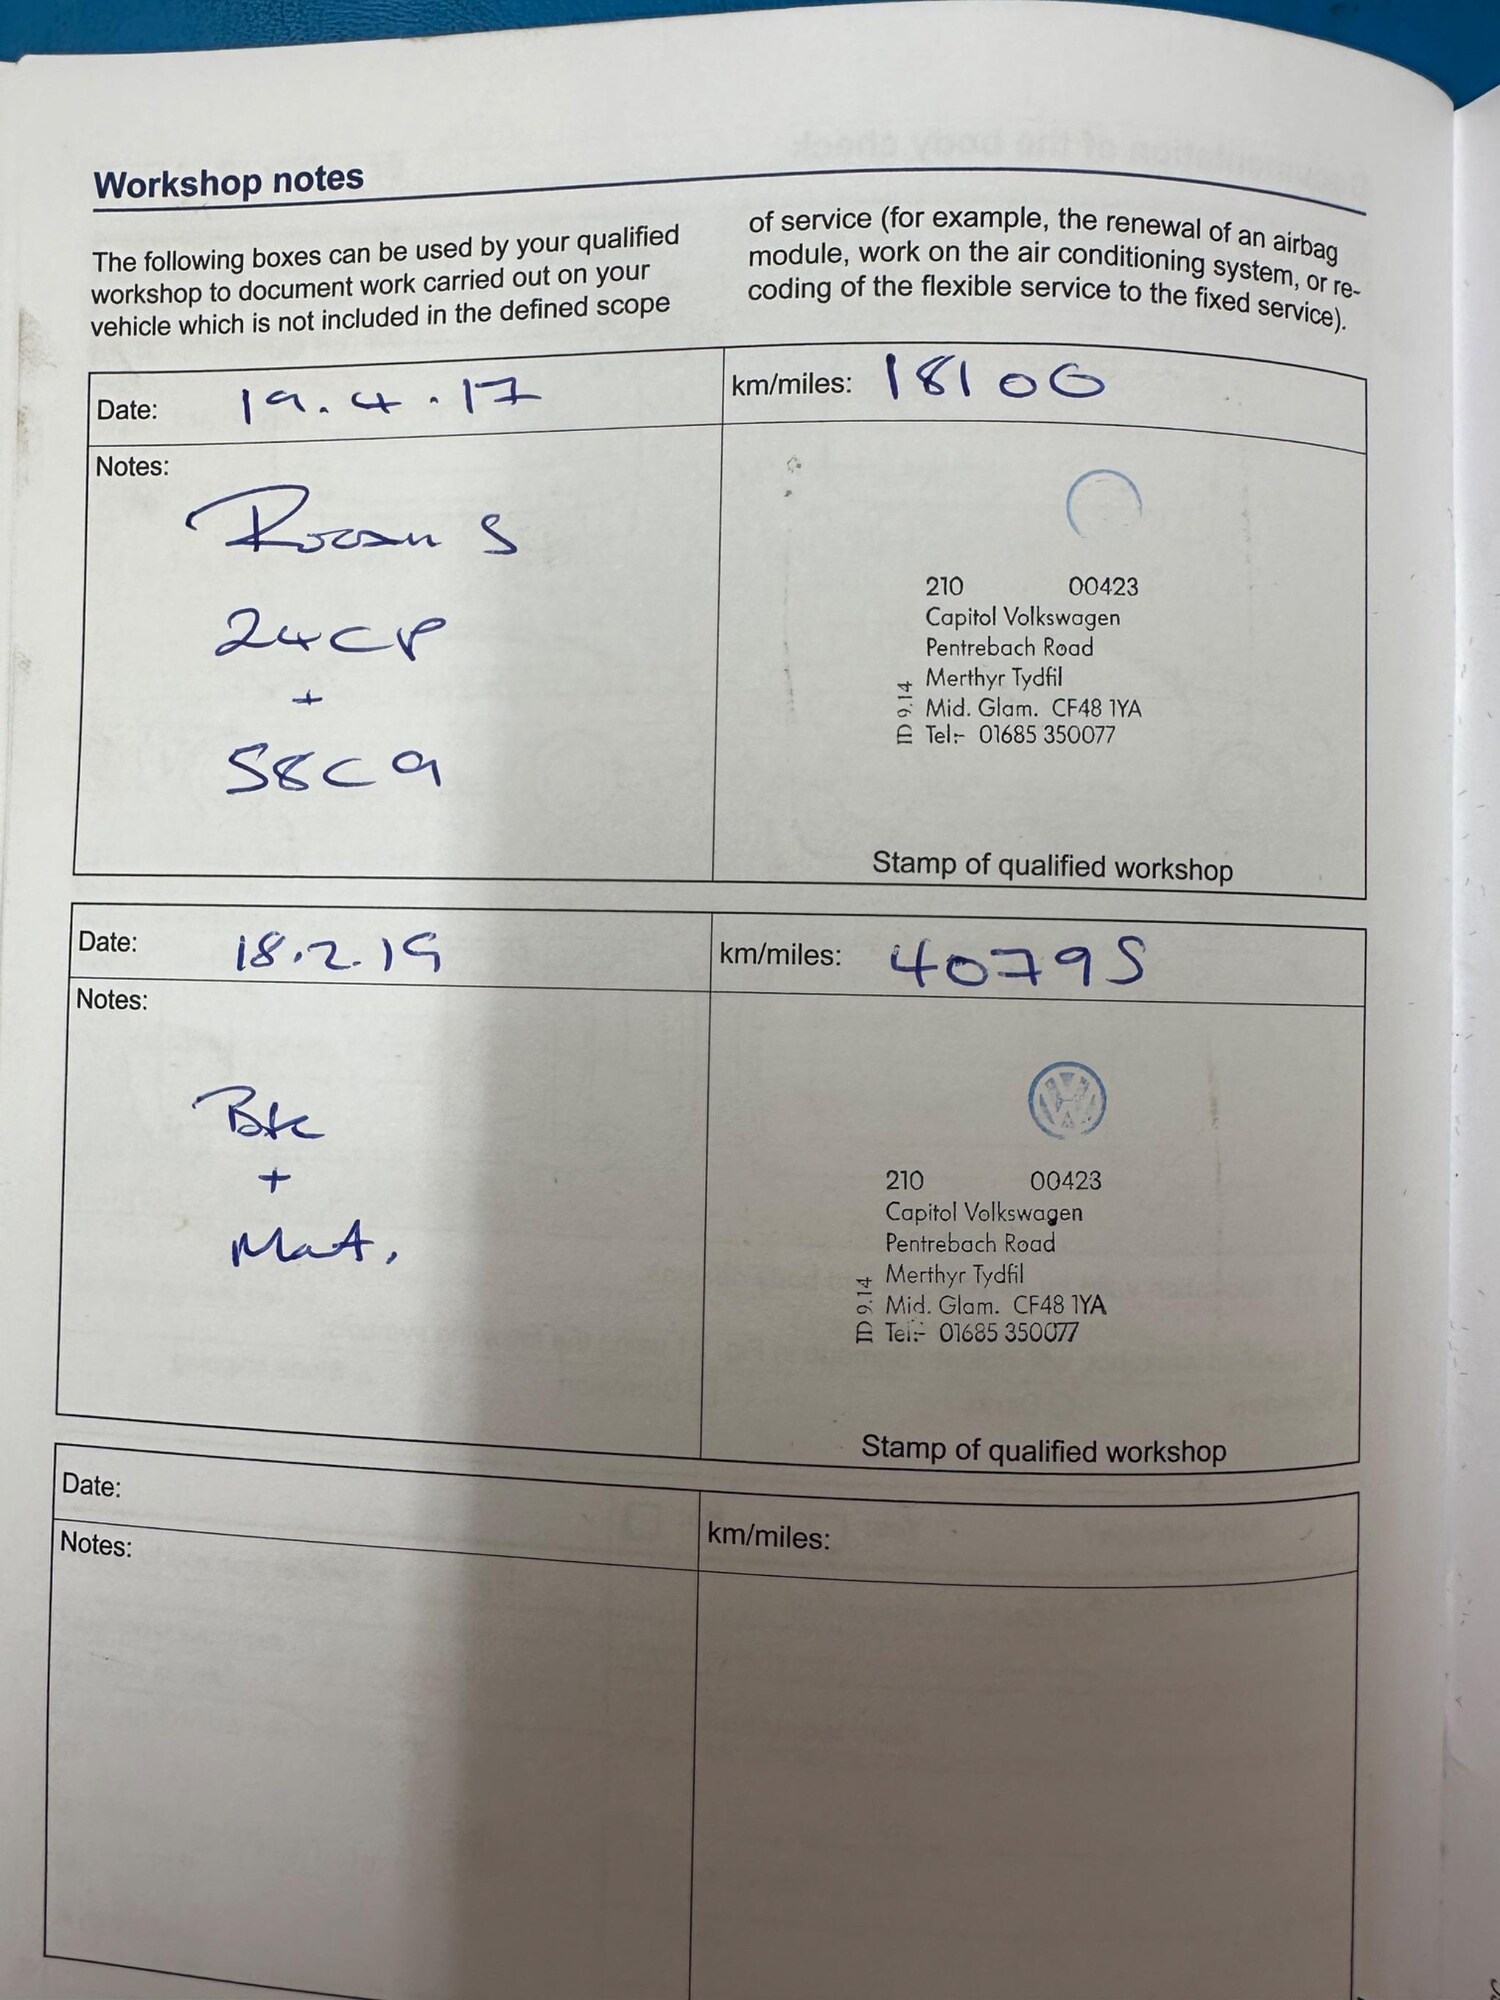 Workshop notes
The following boxes can be used by your qualified
workshop to document work carried out on your
vehicle which is not included in the defined scope
of service (for example, the renewal of an airbag
module, work on the air conditioning system, or re-
coding of the flexible service to the fixed service).
Date: 19.4.17
km/miles: 18100
Notes:
24CP
+
58C9
210 00423
Capitol Volkswagen
Pentrebach Road
Merthyr Tydfil
Mid. Glam. CF48 1YA
Tel:- 01685 350077
ID 9.14
Stamp of qualified workshop
Date: 18.2.19
km/miles: 40795
Notes:
+
210 00423
Capitol Volkswagen
Pentrebach Road
Merthyr Tydfil
Mid. Glam. CF48 1YA
Tel:- 01685 350077
ID 9.14
Stamp of qualified workshop
Date:
km/miles:
Notes: